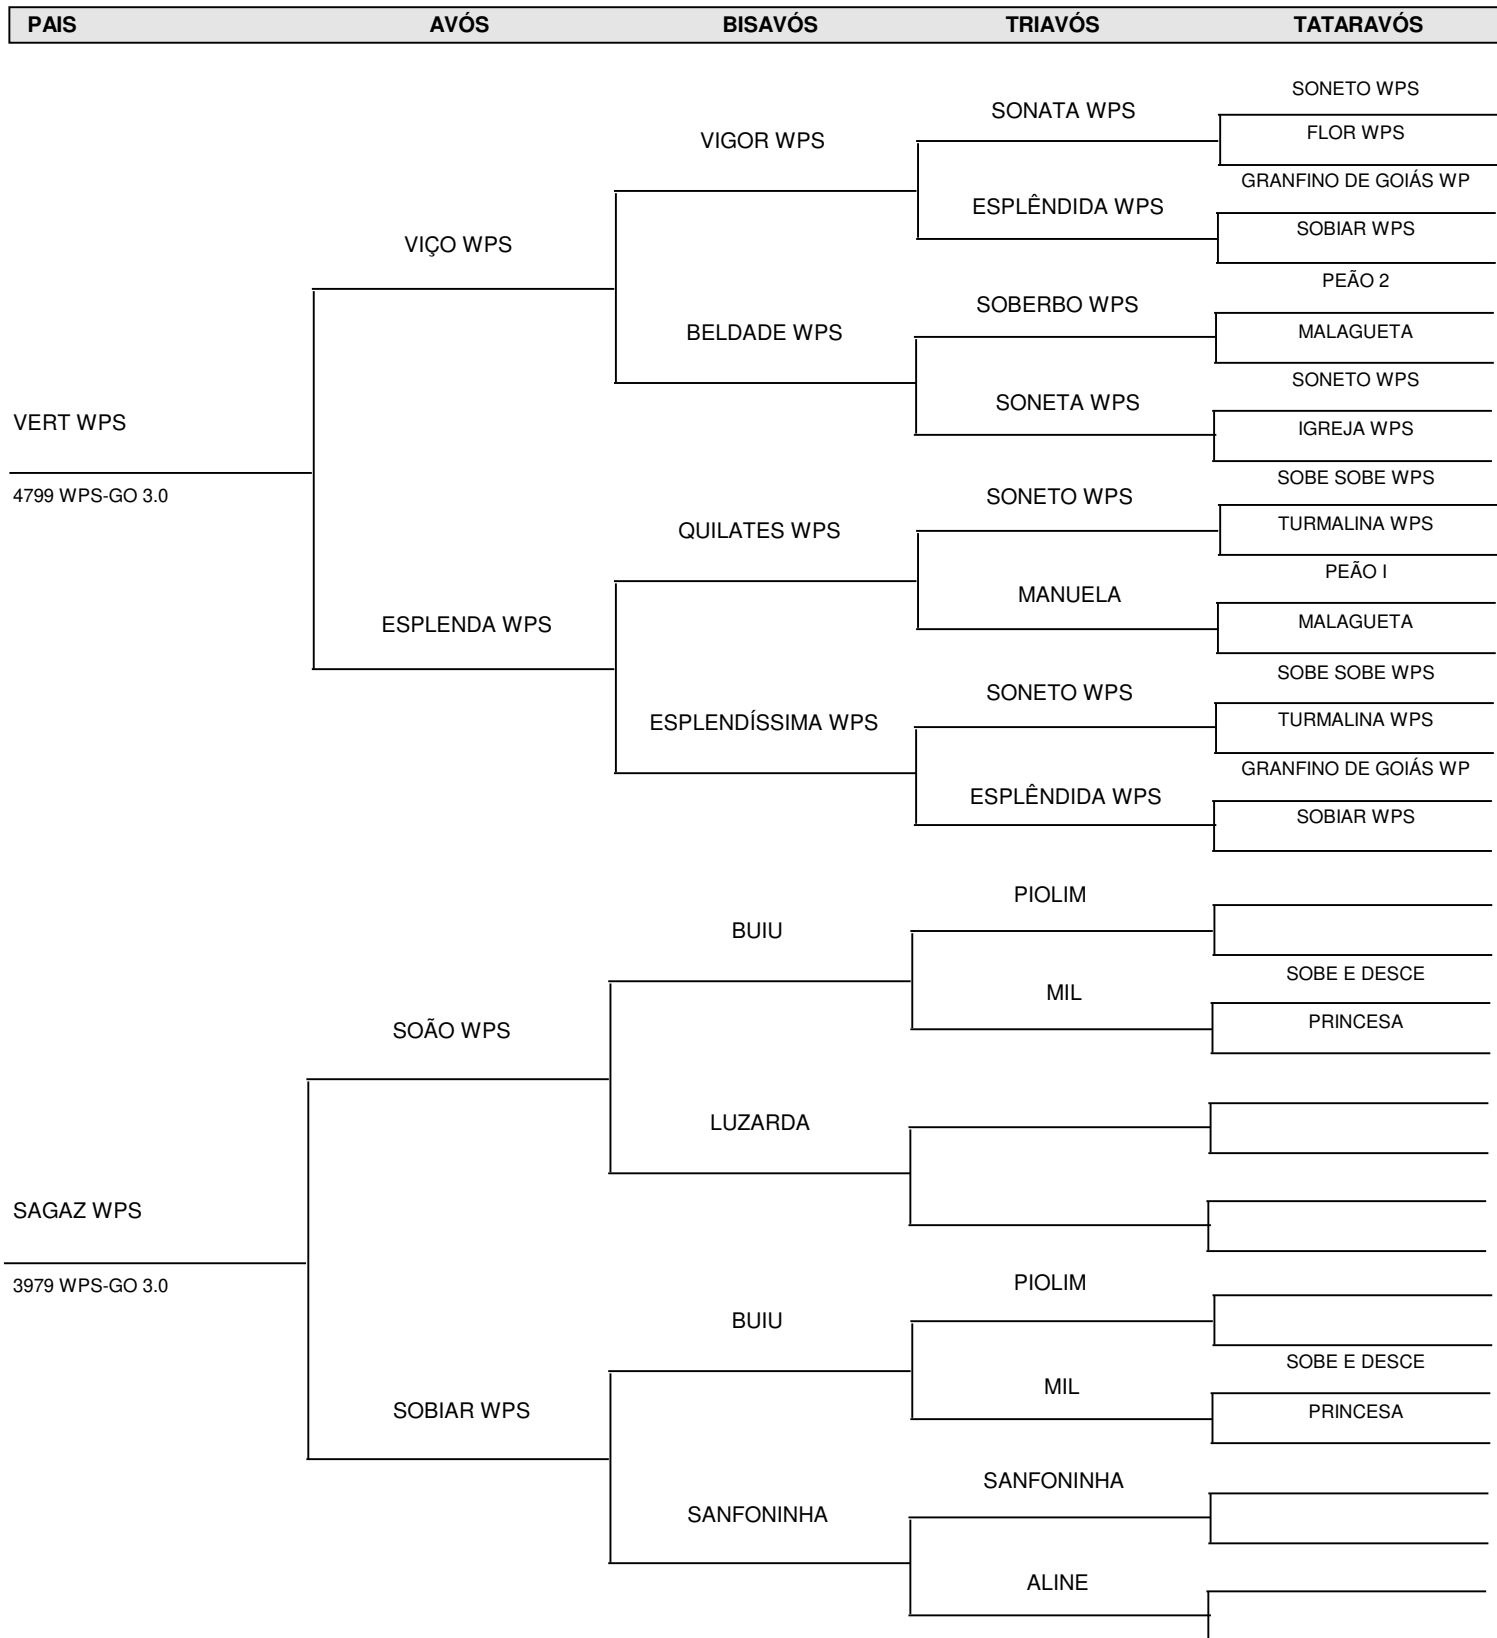 PAIS AVÓS BISAVÓS TRIAVÓS TATARAVÓS
SONETO WPS
SONATA WPS
FLOR WPS
VIGOR WPS
GRANFINO DE GOIÁS WP
ESPLÊNDIDA WPS
SOBIAR WPS
VIÇO WPS
PEÃO 2
SOBERBO WPS
BELDADE WPS
MALAGUETA
SONETO WPS
SONETA WPS
VERT WPS
IGREJA WPS
SOBE SOBE WPS
4799 WPS-GO 3.0
SONETO WPS
TURMALINA WPS
QUILATES WPS
PEÃO I
MANUELA
MALAGUETA
ESPLENDA WPS
SOBE SOBE WPS
SONETO WPS
TURMALINA WPS
ESPLENDÍSSIMA WPS
GRANFINO DE GOIÁS WP
ESPLÊNDIDA WPS
SOBIAR WPS
PIOLIM
BUIU
SOBE E DESCE
MIL
PRINCESA
SOÃO WPS
LUZARDA
SAGAZ WPS
3979 WPS-GO 3.0
PIOLIM
BUIU
SOBE E DESCE
MIL
PRINCESA
SOBIAR WPS
SANFONINHA
SANFONINHA
ALINE